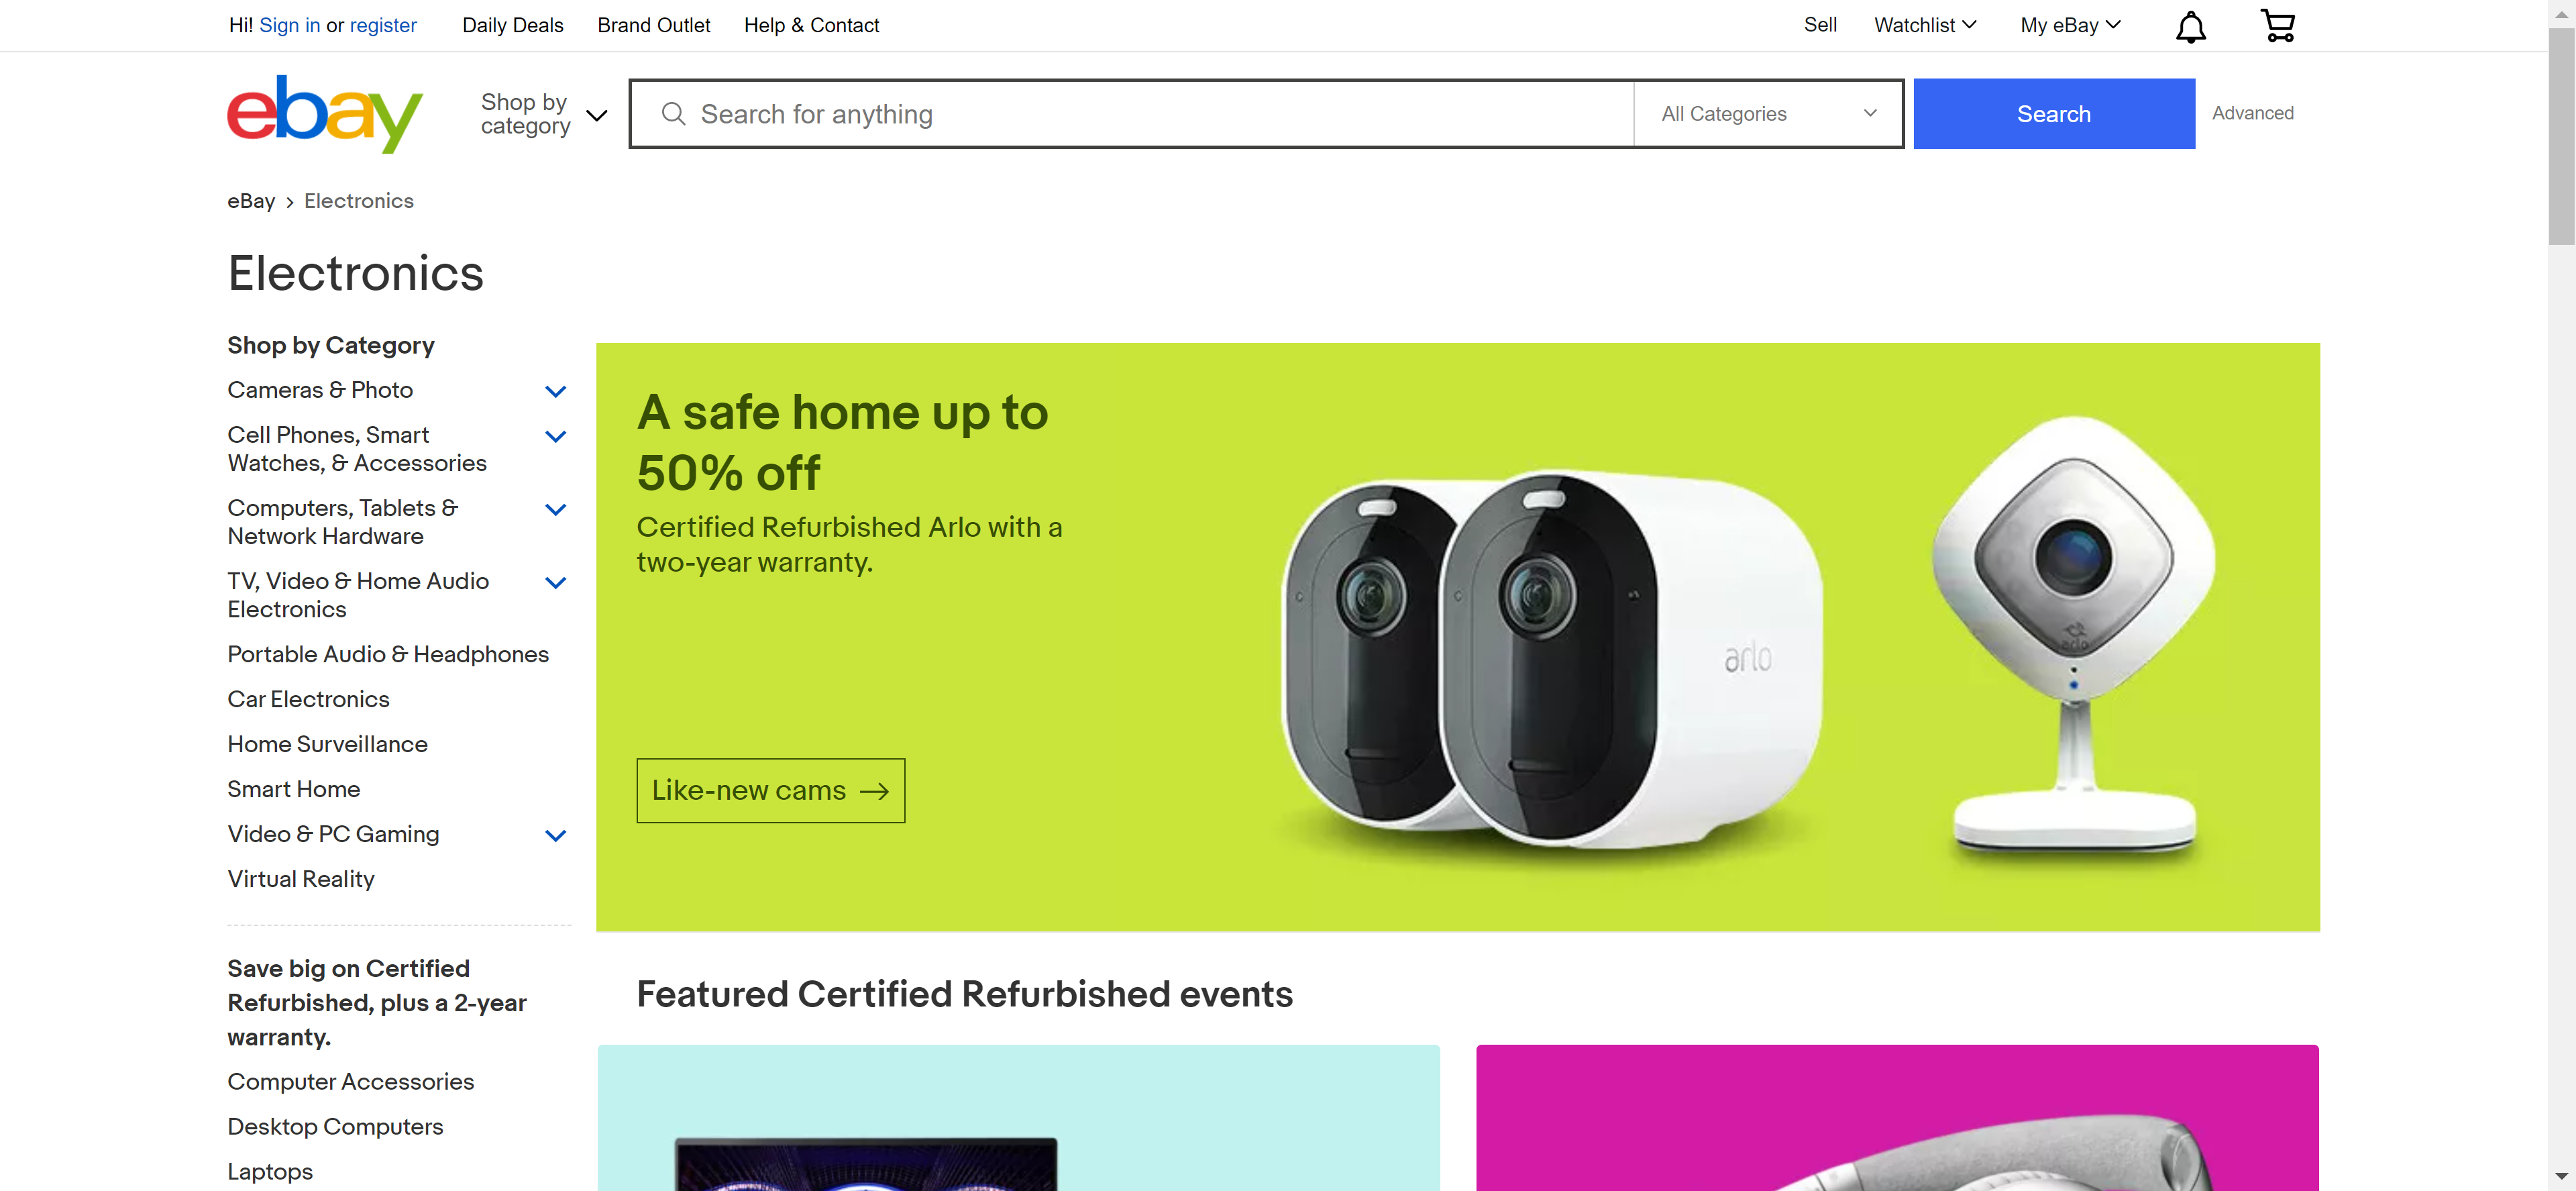 Hi! Sign in or register
Daily Deals
Brand Outlet
Help & Contact
Sell
Watchlist
My eBay
ebay
Shop by
category
Search for anything
All Categories
Search
Advanced
eBay
Electronics
Electronics
Shop by Category
Cameras & Photo
Cell Phones, Smart
Watches, & Accessories
Computers, Tablets &
Network Hardware
TV, Video & Home Audio
Electronics
Portable Audio & Headphones
Car Electronics
Home Surveillance
Smart Home
Video & PC Gaming
Virtual Reality
Save big on Certified
Refurbished, plus a 2-year
warranty.
Computer Accessories
Desktop Computers
Laptops
A safe home up to
50% off
Certified Refurbished Arlo with a
two-year warranty.
Like-new cams
arlo
arlo
Featured Certified Refurbished events